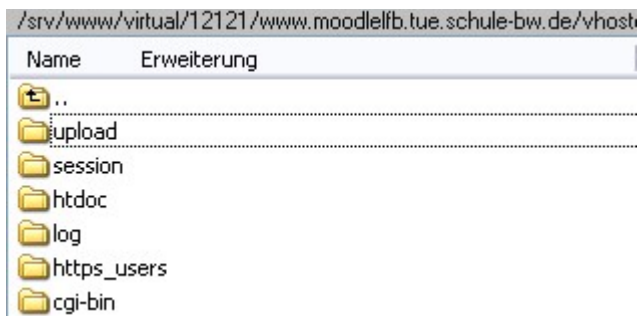 /srv/www/virtual/12121/www.moodlelfb.tue.schule-bw.de/vhost
Name Erweiterung
..
upload
session
htdoc
log
https_users
cgi-bin